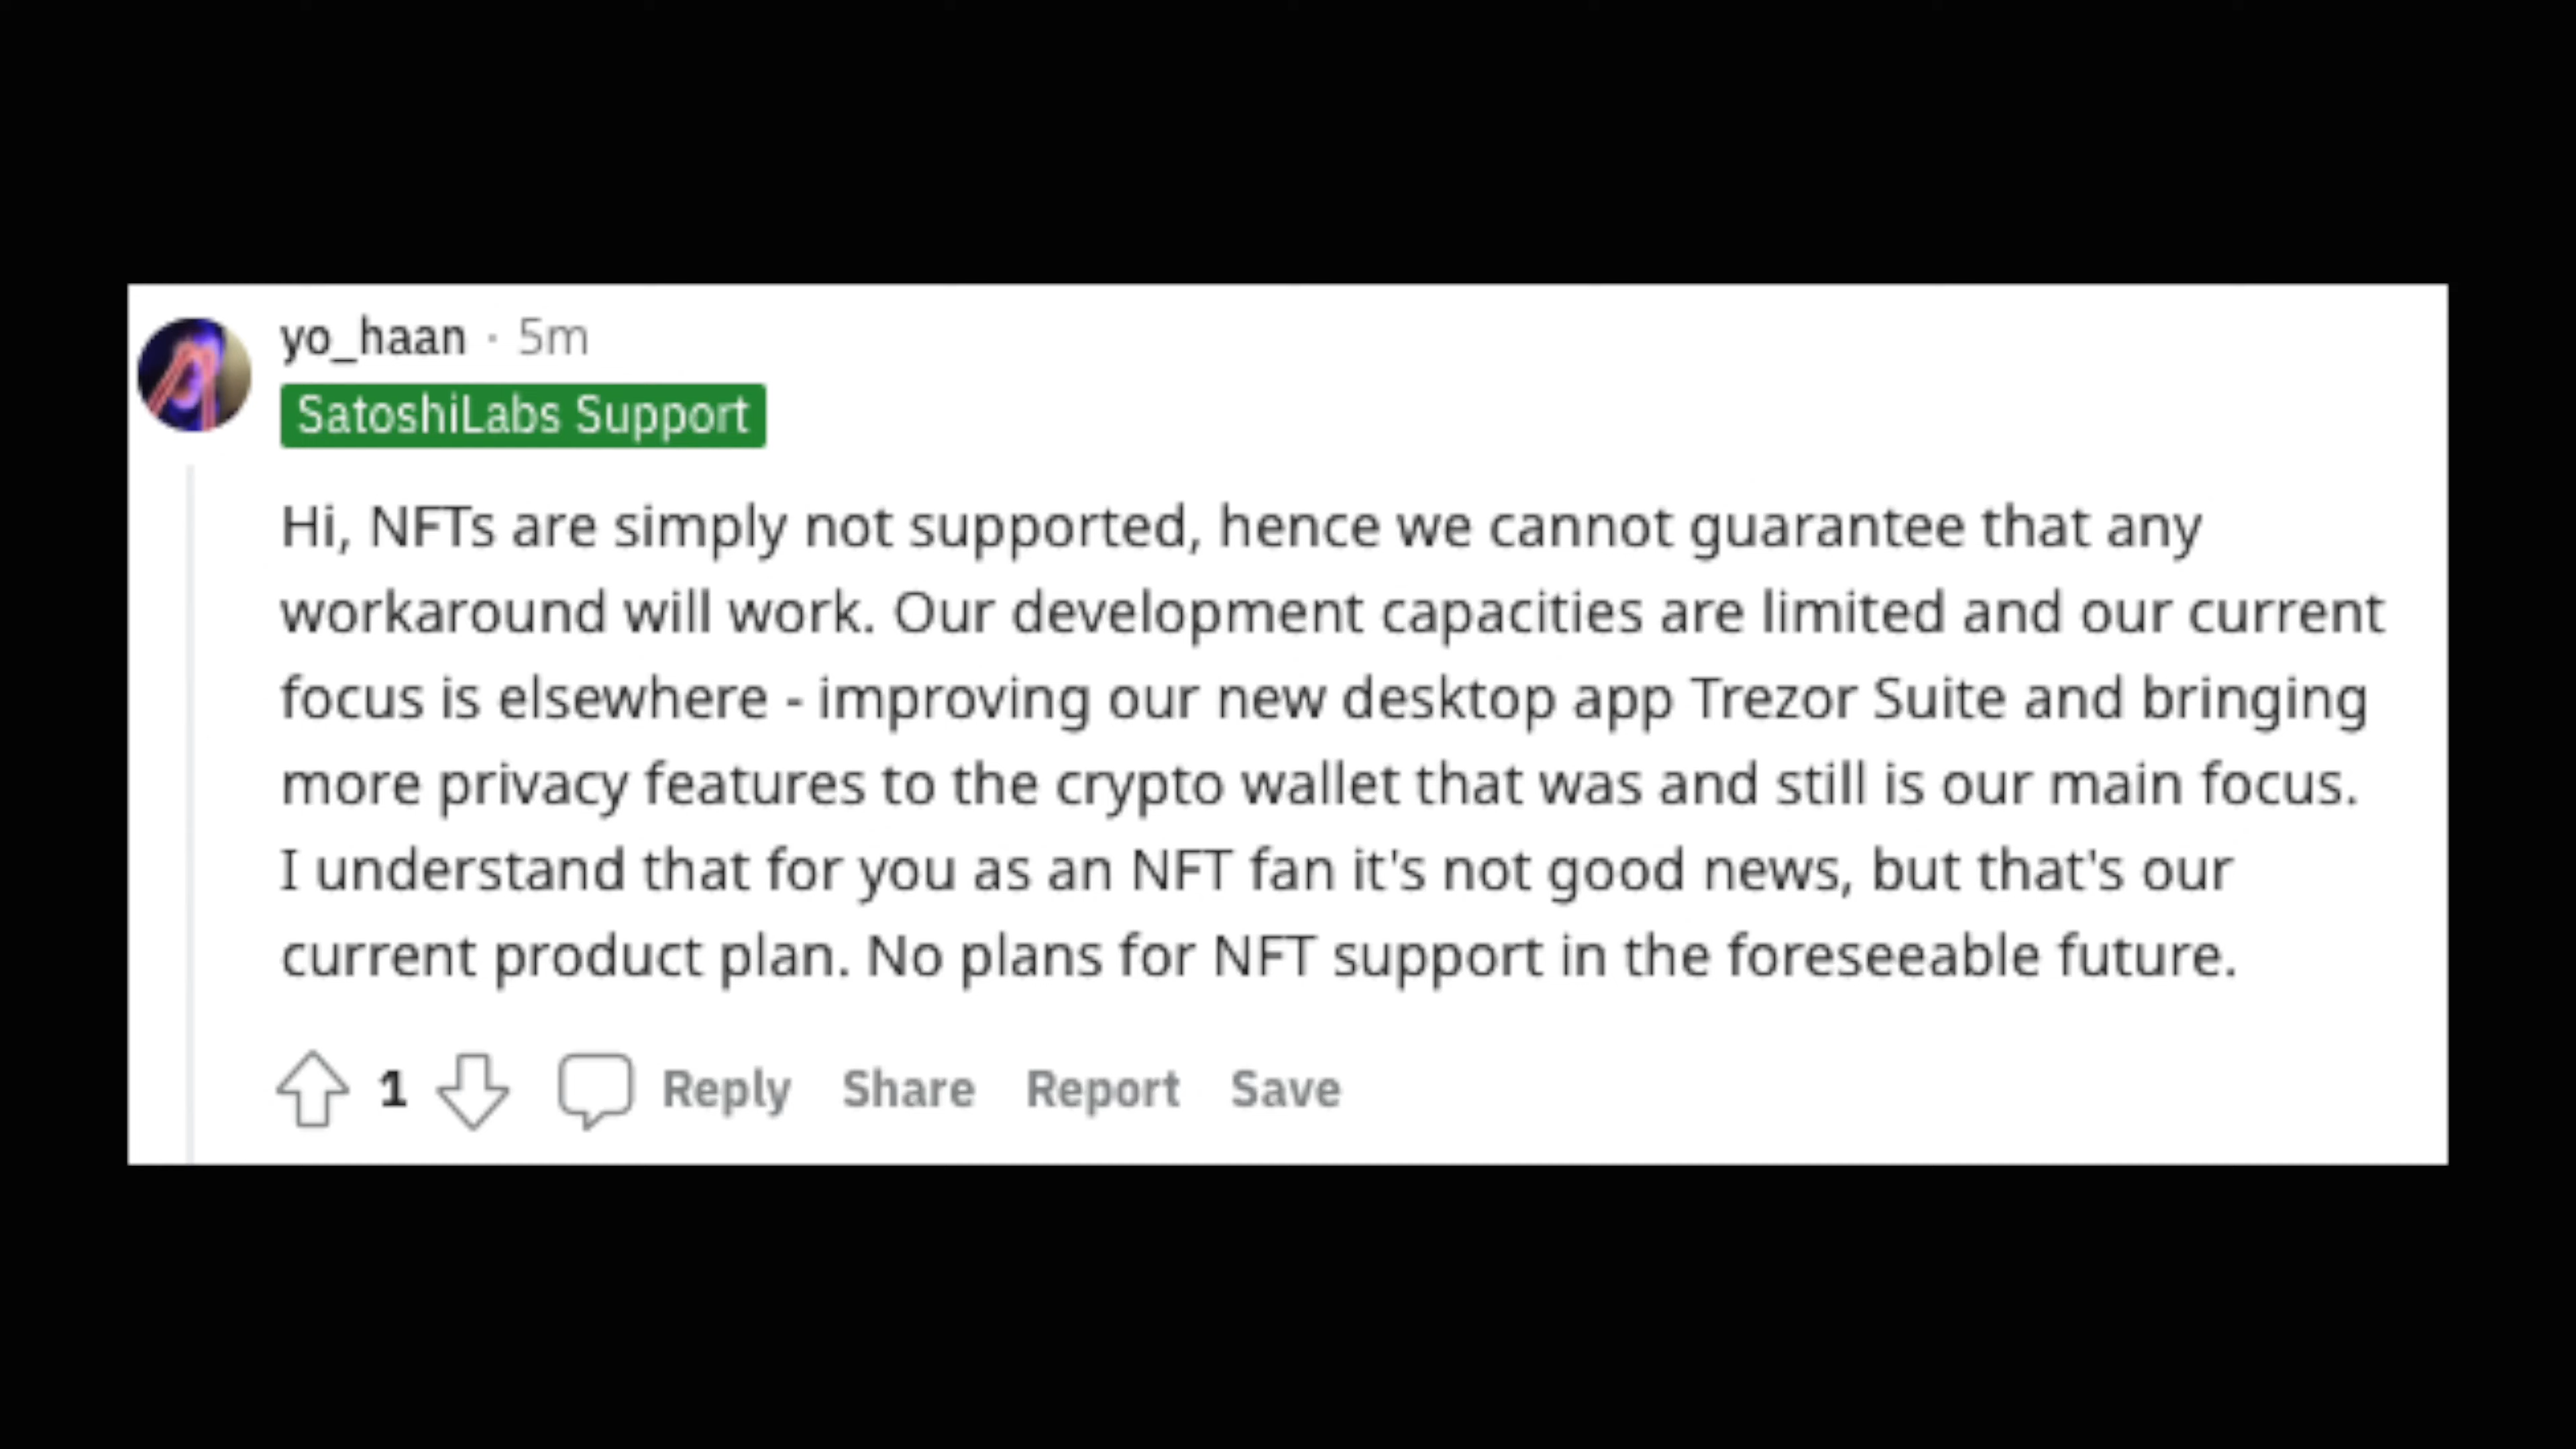 yo_haan · 5m
SatoshiLabs Support
Hi, NFTs are simply not supported, hence we cannot guarantee that any
workaround will work. Our development capacities are limited and our current
focus is elsewhere - improving our new desktop app Trezor Suite and bringing
more privacy features to the crypto wallet that was and still is our main focus.
I understand that for you as an NFT fan it's not good news, but that's our
current product plan. No plans for NFT support in the foreseeable future.
1 Reply Share Report Save